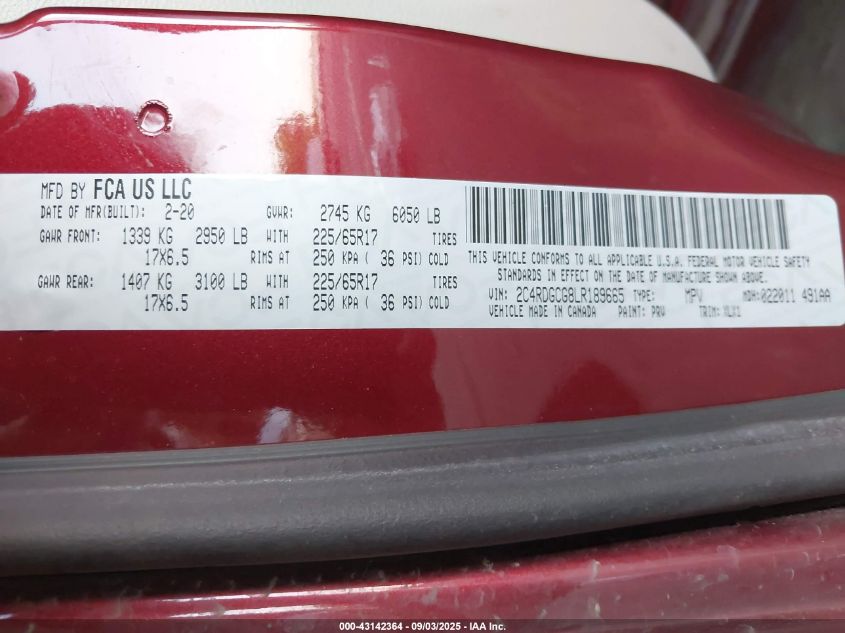 MFD BY FCA US LLC
DATE OF MFR(BUILT): 2-20 GVWR: 2745 KG 6050 LB
GAWR FRONT: 1339 KG 2950 LB WITH 225/65R17 TIRES
17X6.5 RIMS AT 250 KPA ( 36 PSI) COLD
GAWR REAR: 1407 KG 3100 LB WITH 225/65R17 TIRES
17X6.5 RIMS AT 250 KPA ( 36 PSI) COLD
THIS VEHICLE CONFORMS TO ALL APPLICABLE U.S.A. FEDERAL MOTOR VEHICLE SAFETY
STANDARDS IN EFFECT ON THE DATE OF MANUFACTURE SHOWN ABOVE.
VIN: 2C4RDGCG8LR189665 TYPE: MPV MDH:022011 491AA
VEHICLE MADE IN CANADA PAINT: PRV TRIM:
000-43142364 - 09/03/2025 - IAA Inc.